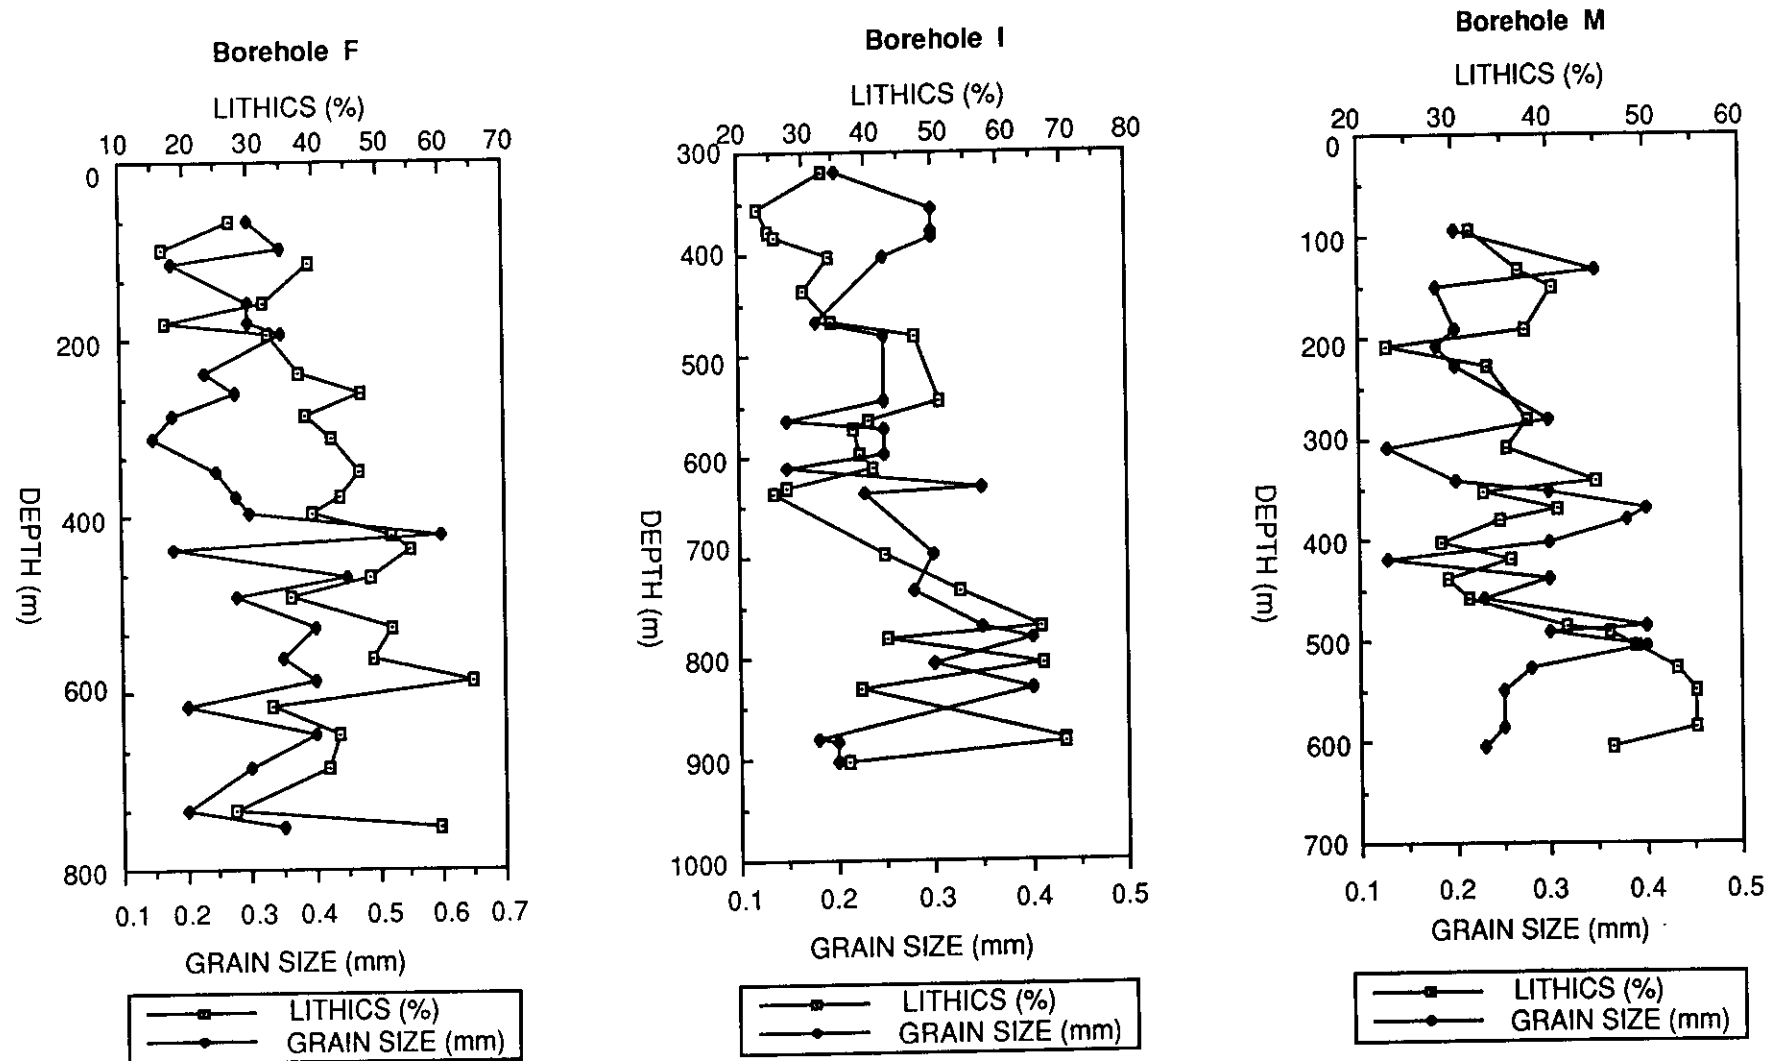 Borehole F
LITHICS (%)
10 20 30 40 50 60 70
0
200
400
600
800
DEPTH (m)
0.1 0.2 0.3 0.4 0.5 0.6 0.7
GRAIN SIZE (mm)
LITHICS (%)
GRAIN SIZE (mm)
Borehole I
LITHICS (%)
20 30 40 50 60 70 80
300
400
500
600
700
800
900
1000
DEPTH (m)
0.1 0.2 0.3 0.4 0.5
GRAIN SIZE (mm)
LITHICS (%)
GRAIN SIZE (mm)
Borehole M
LITHICS (%)
20 30 40 50 60
0
100
200
300
400
500
600
700
DEPTH (m)
0.1 0.2 0.3 0.4 0.5
GRAIN SIZE (mm)
LITHICS (%)
GRAIN SIZE (mm)